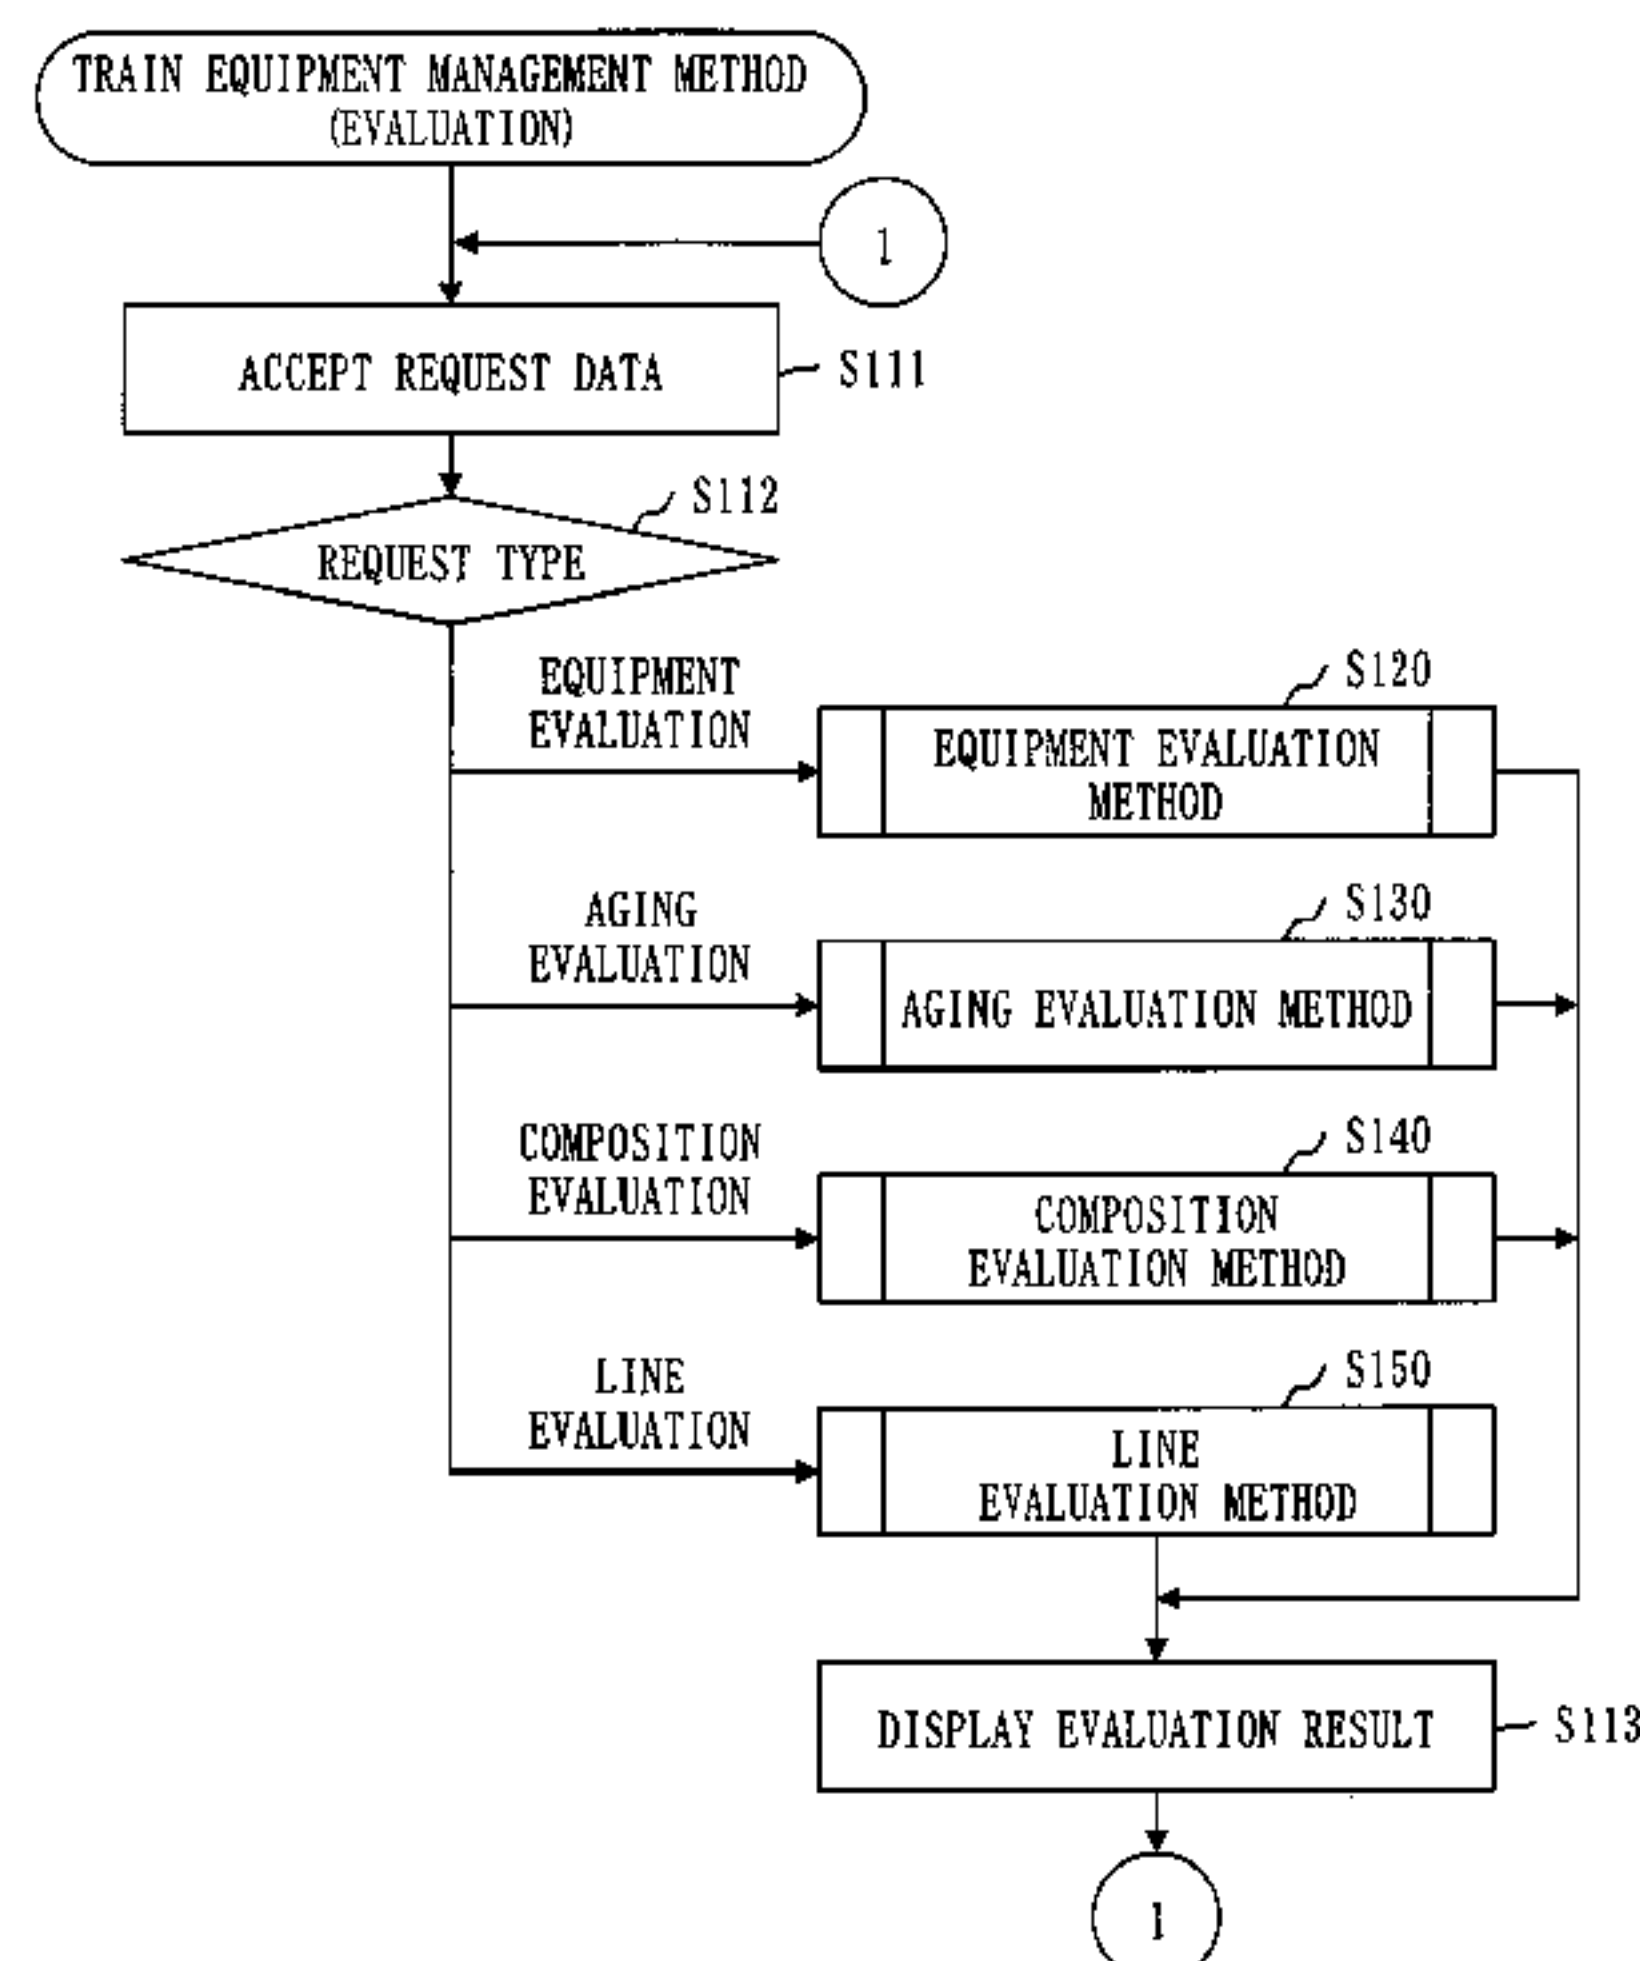 TRAIN EQUIPMENT MANAGEMENT METHOD
(EVALUATION)
1
ACCEPT REQUEST DATA
S111
S112
REQUEST TYPE
EQUIPMENT
EVALUATION
S120
EQUIPMENT EVALUATION
METHOD
AGING
EVALUATION
S130
AGING EVALUATION METHOD
COMPOSITION
EVALUATION
S140
COMPOSITION
EVALUATION METHOD
LINE
EVALUATION
S150
LINE
EVALUATION METHOD
DISPLAY EVALUATION RESULT
S113
1